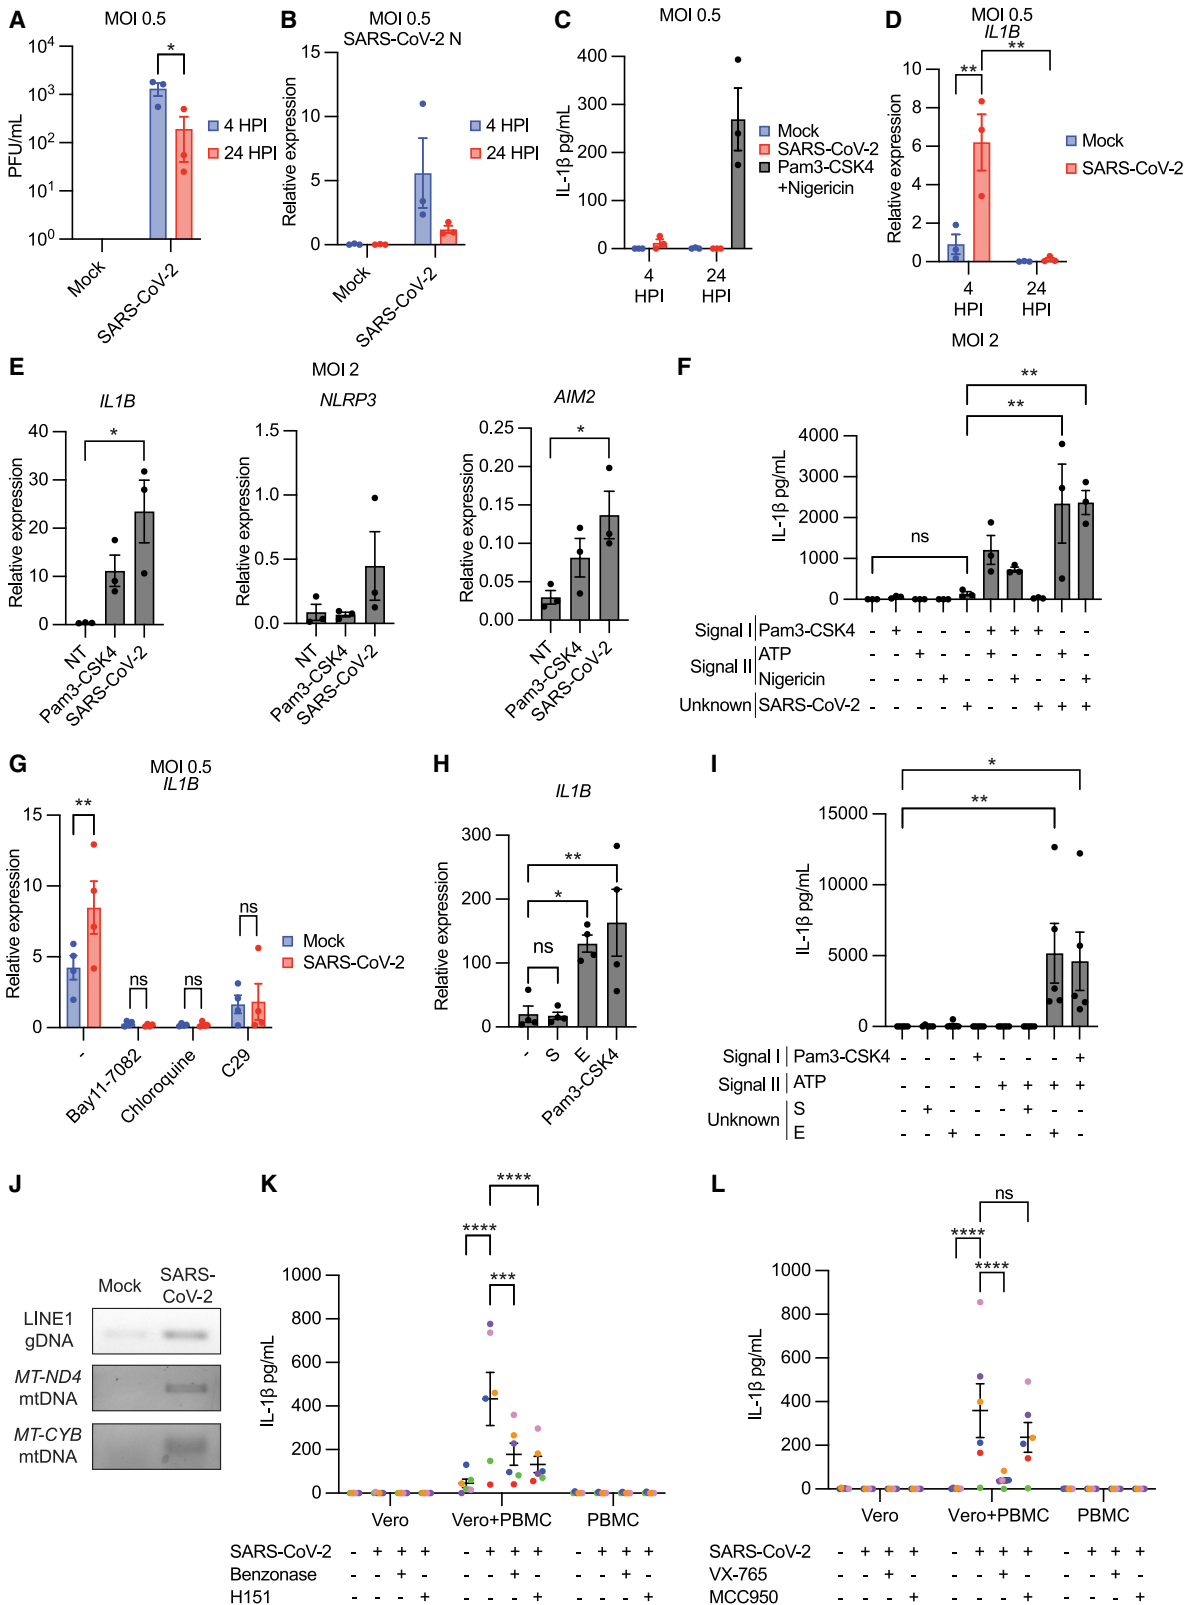 A
MOI 0.5
PFU/mL
10⁴
10³
10²
10¹
10⁰
*
Mock
SARS-CoV-2
4 HPI
24 HPI
B
MOI 0.5
SARS-CoV-2 N
Relative expression
15
10
5
0
Mock
SARS-CoV-2
4 HPI
24 HPI
C
MOI 0.5
IL-1β pg/mL
400
300
200
100
0
4
HPI
24
HPI
Mock
SARS-CoV-2
Pam3-CSK4
+Nigericin
D
MOI 0.5
IL1B
**
**
Relative expression
10
8
6
4
2
0
4
HPI
24
HPI
Mock
SARS-CoV-2
E
MOI 2
IL1B
Relative expression
40
30
20
10
0
*
NT
Pam3-CSK4
SARS-CoV-2
NLRP3
Relative expression
1.5
1.0
0.5
0.0
NT
Pam3-CSK4
SARS-CoV-2
AIM2
Relative expression
0.25
0.20
0.15
0.10
0.05
0.00
*
NT
Pam3-CSK4
SARS-CoV-2
F
MOI 2
IL-1β pg/mL
4000
3000
2000
1000
0
ns
**
**
Signal I Pam3-CSK4 - + - - - + + + - -
Signal II ATP - - + - - + - - + -
Nigericin - - - + - - + - - +
Unknown SARS-CoV-2 - - - - + - - + + +
G
MOI 0.5
IL1B
Relative expression
15
10
5
0
**
ns
ns
ns
-
Bay11-7082
Chloroquine
C29
Mock
SARS-CoV-2
H
IL1B
Relative expression
300
200
100
0
ns
*
**
-
S
E
Pam3-CSK4
I
IL-1β pg/mL
15000
10000
5000
0
*
**
Signal I Pam3-CSK4 - - - + - - - +
Signal II ATP - - - - + + + +
Unknown S - + - - - + - -
E - - + - - - + -
J
Mock
SARS-
CoV-2
LINE1
gDNA
MT-ND4
mtDNA
MT-CYB
mtDNA
K
IL-1β pg/mL
1000
800
600
400
200
0
****
****
***
Vero
Vero+PBMC
PBMC
SARS-CoV-2 - + + + - + + + - + + +
Benzonase - - + - - - + - - - + -
H151 - - - + - - - + - - - +
L
IL-1β pg/mL
1000
800
600
400
200
0
ns
****
****
Vero
Vero+PBMC
PBMC
SARS-CoV-2 - + + + - + + + - + + +
VX-765 - - + - - - + - - - + -
MCC950 - - - + - - - + - - - +